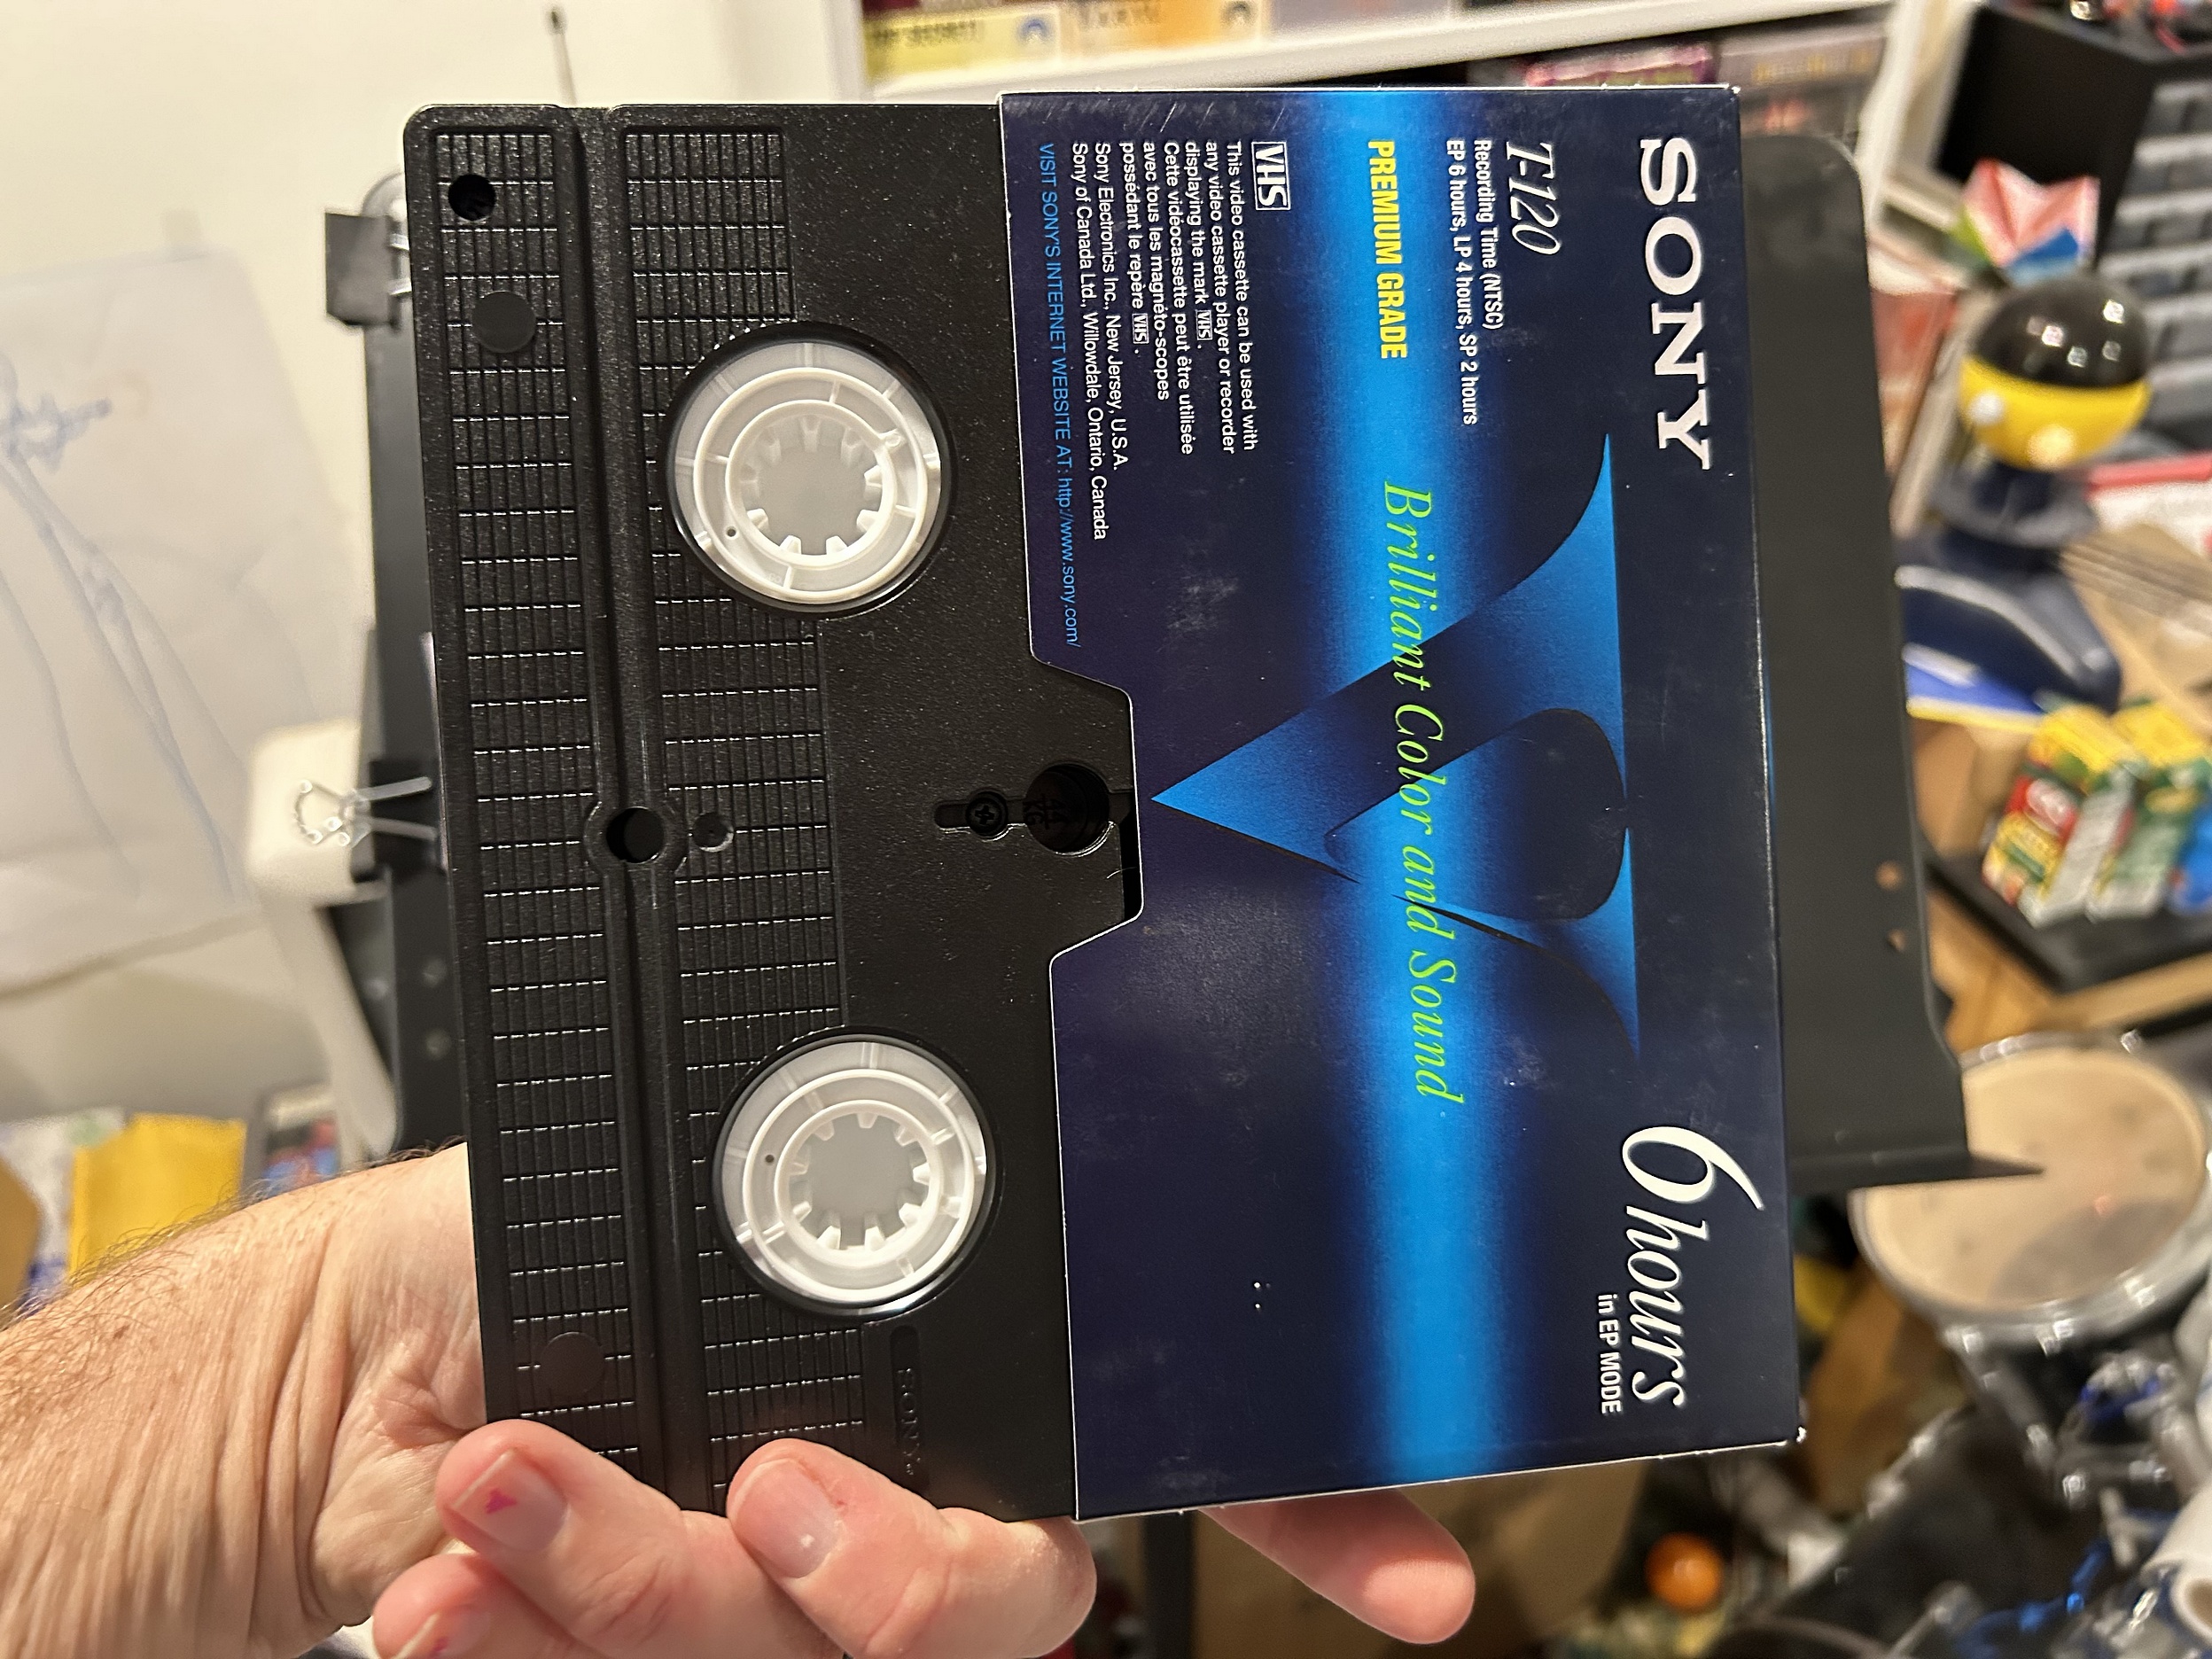 SONY
6 hours
in EP MODE
T-120
Recording Time (NTSC)
EP 6 hours, LP 4 hours, SP 2 hours
V
PREMIUM GRADE
Brilliant Color and Sound
VHS
This video cassette can be used with
any video cassette player or recorder
displaying the mark VHS.
Cette vidéocassette peut être utilisée
avec tous les magnéto-scopes
possédant le repère VHS.
Sony Electronics Inc., New Jersey, U.S.A.
Sony of Canada Ltd., Willowdale, Ontario, Canada
VISIT SONY'S INTERNET WEBSITE AT: http://www.sony.com/
SONY